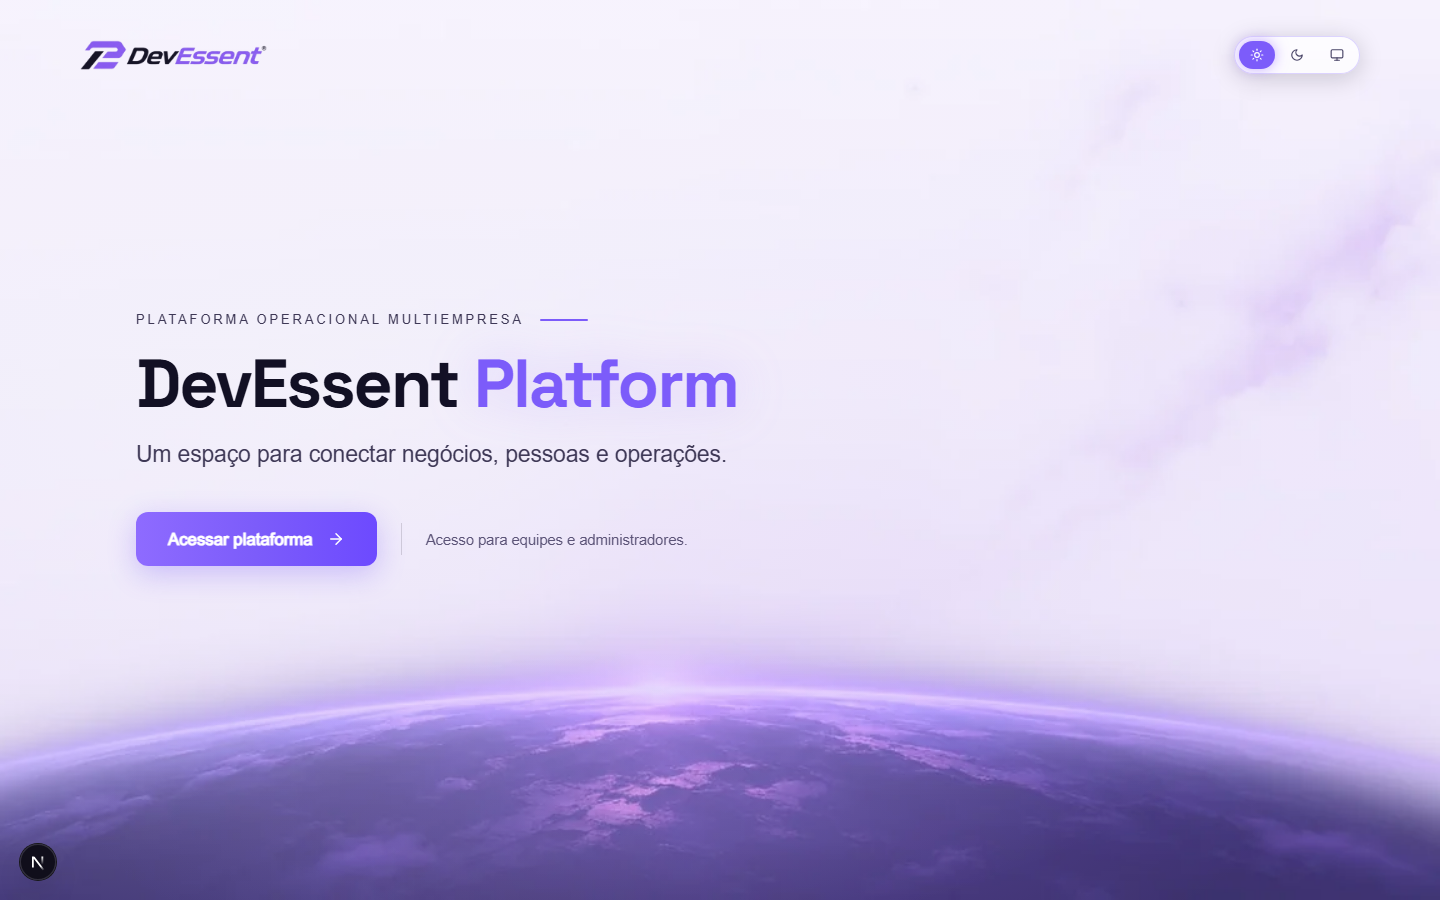 DevEssent®
PLATAFORMA OPERACIONAL MULTIEMPRESA
DevEssent Platform
Um espaço para conectar negócios, pessoas e operações.
Acessar plataforma →
Acesso para equipes e administradores.
N